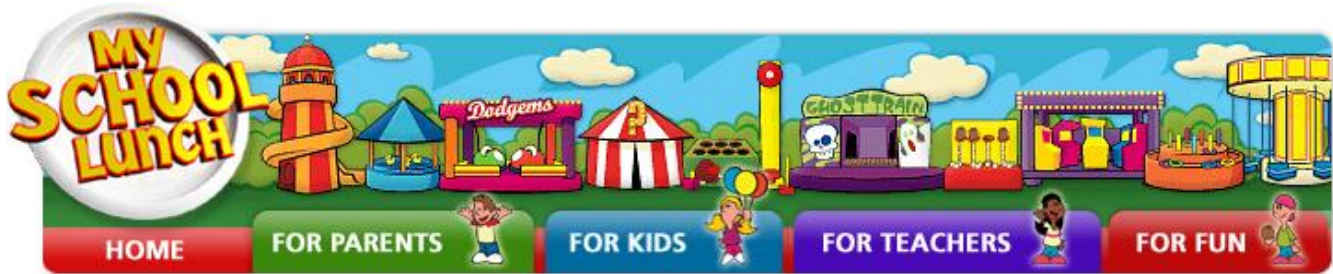 MY
SCHOOL
LUNCH
Dodgems
GHOST TRAIN
HOME
FOR PARENTS
FOR KIDS
FOR TEACHERS
FOR FUN